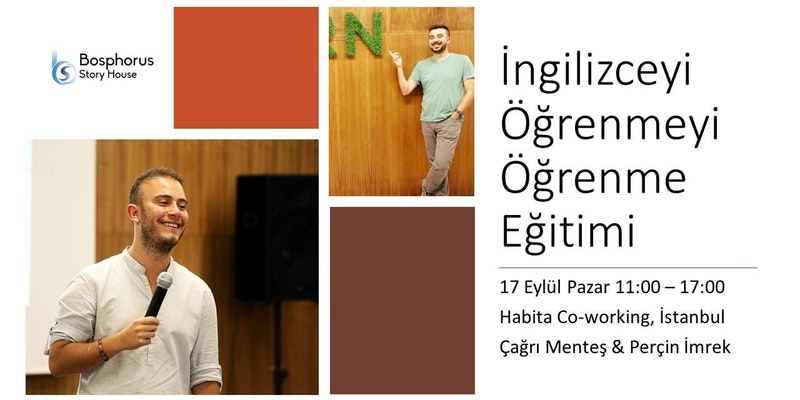 Bosphorus
Story House
İngilizceyi
Öğrenmeyi
Öğrenme
Eğitimi
17 Eylül Pazar 11:00 – 17:00
Habita Co-working, İstanbul
Çağrı Menteş & Perçin İmrek